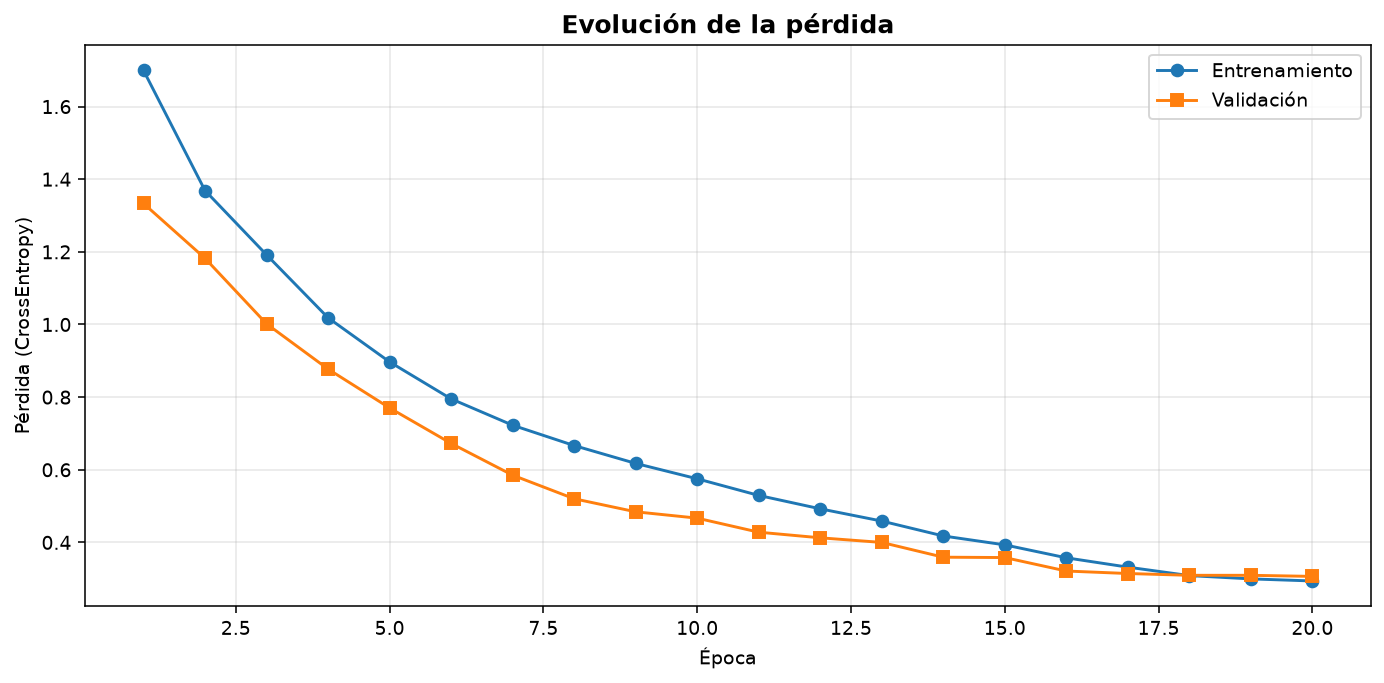 Evolución de la pérdida
Entrenamiento
Validación
Pérdida (CrossEntropy)
1.6
1.4
1.2
1.0
0.8
0.6
0.4
2.5 5.0 7.5 10.0 12.5 15.0 17.5 20.0
Época